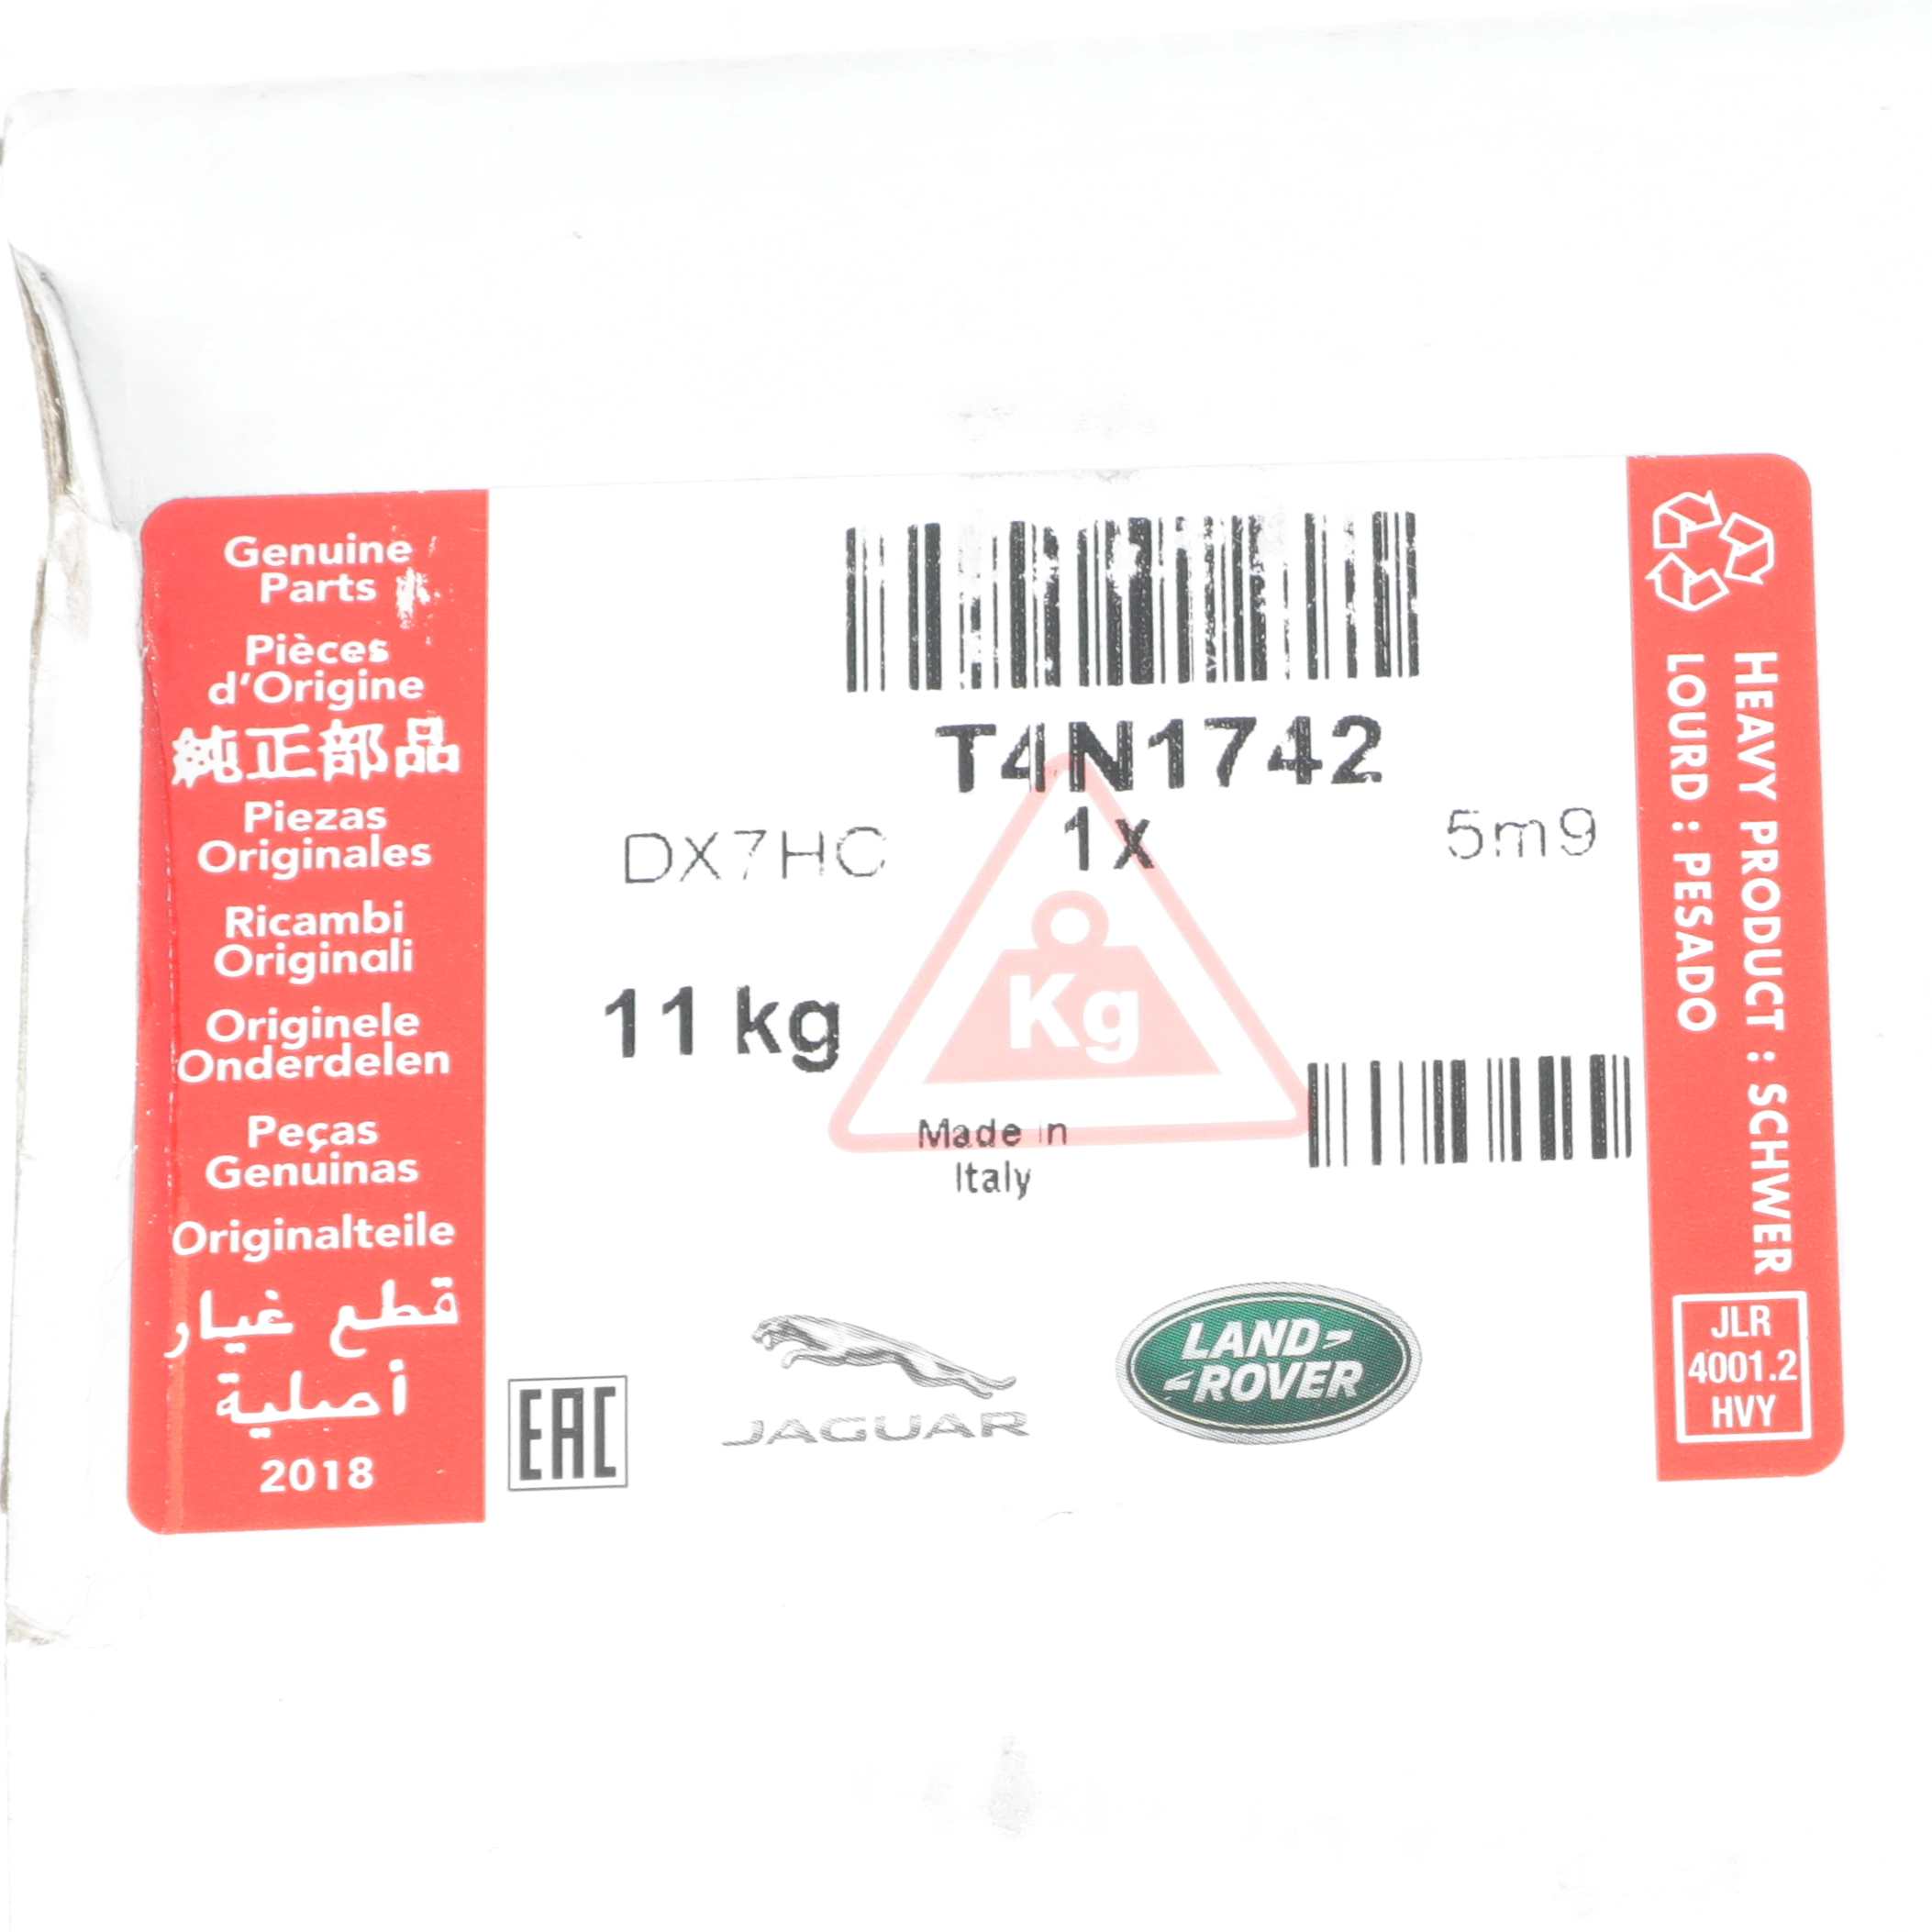 Genuine
Parts
Pièces
d'Origine
純正部品
Piezas
Originales
Ricambi
Originali
Originele
Onderdelen
Peças
Genuinas
Originalteile
قطع غيار
أصلية
2018
T4N1742
DX7HC 1x 5m9
11 kg
Kg
Made in
Italy
EAC
JAGUAR
LAND-
-ROVER
HEAVY PRODUCT : SCHWER
LOURD : PESADO
JLR
4001.2
HVY